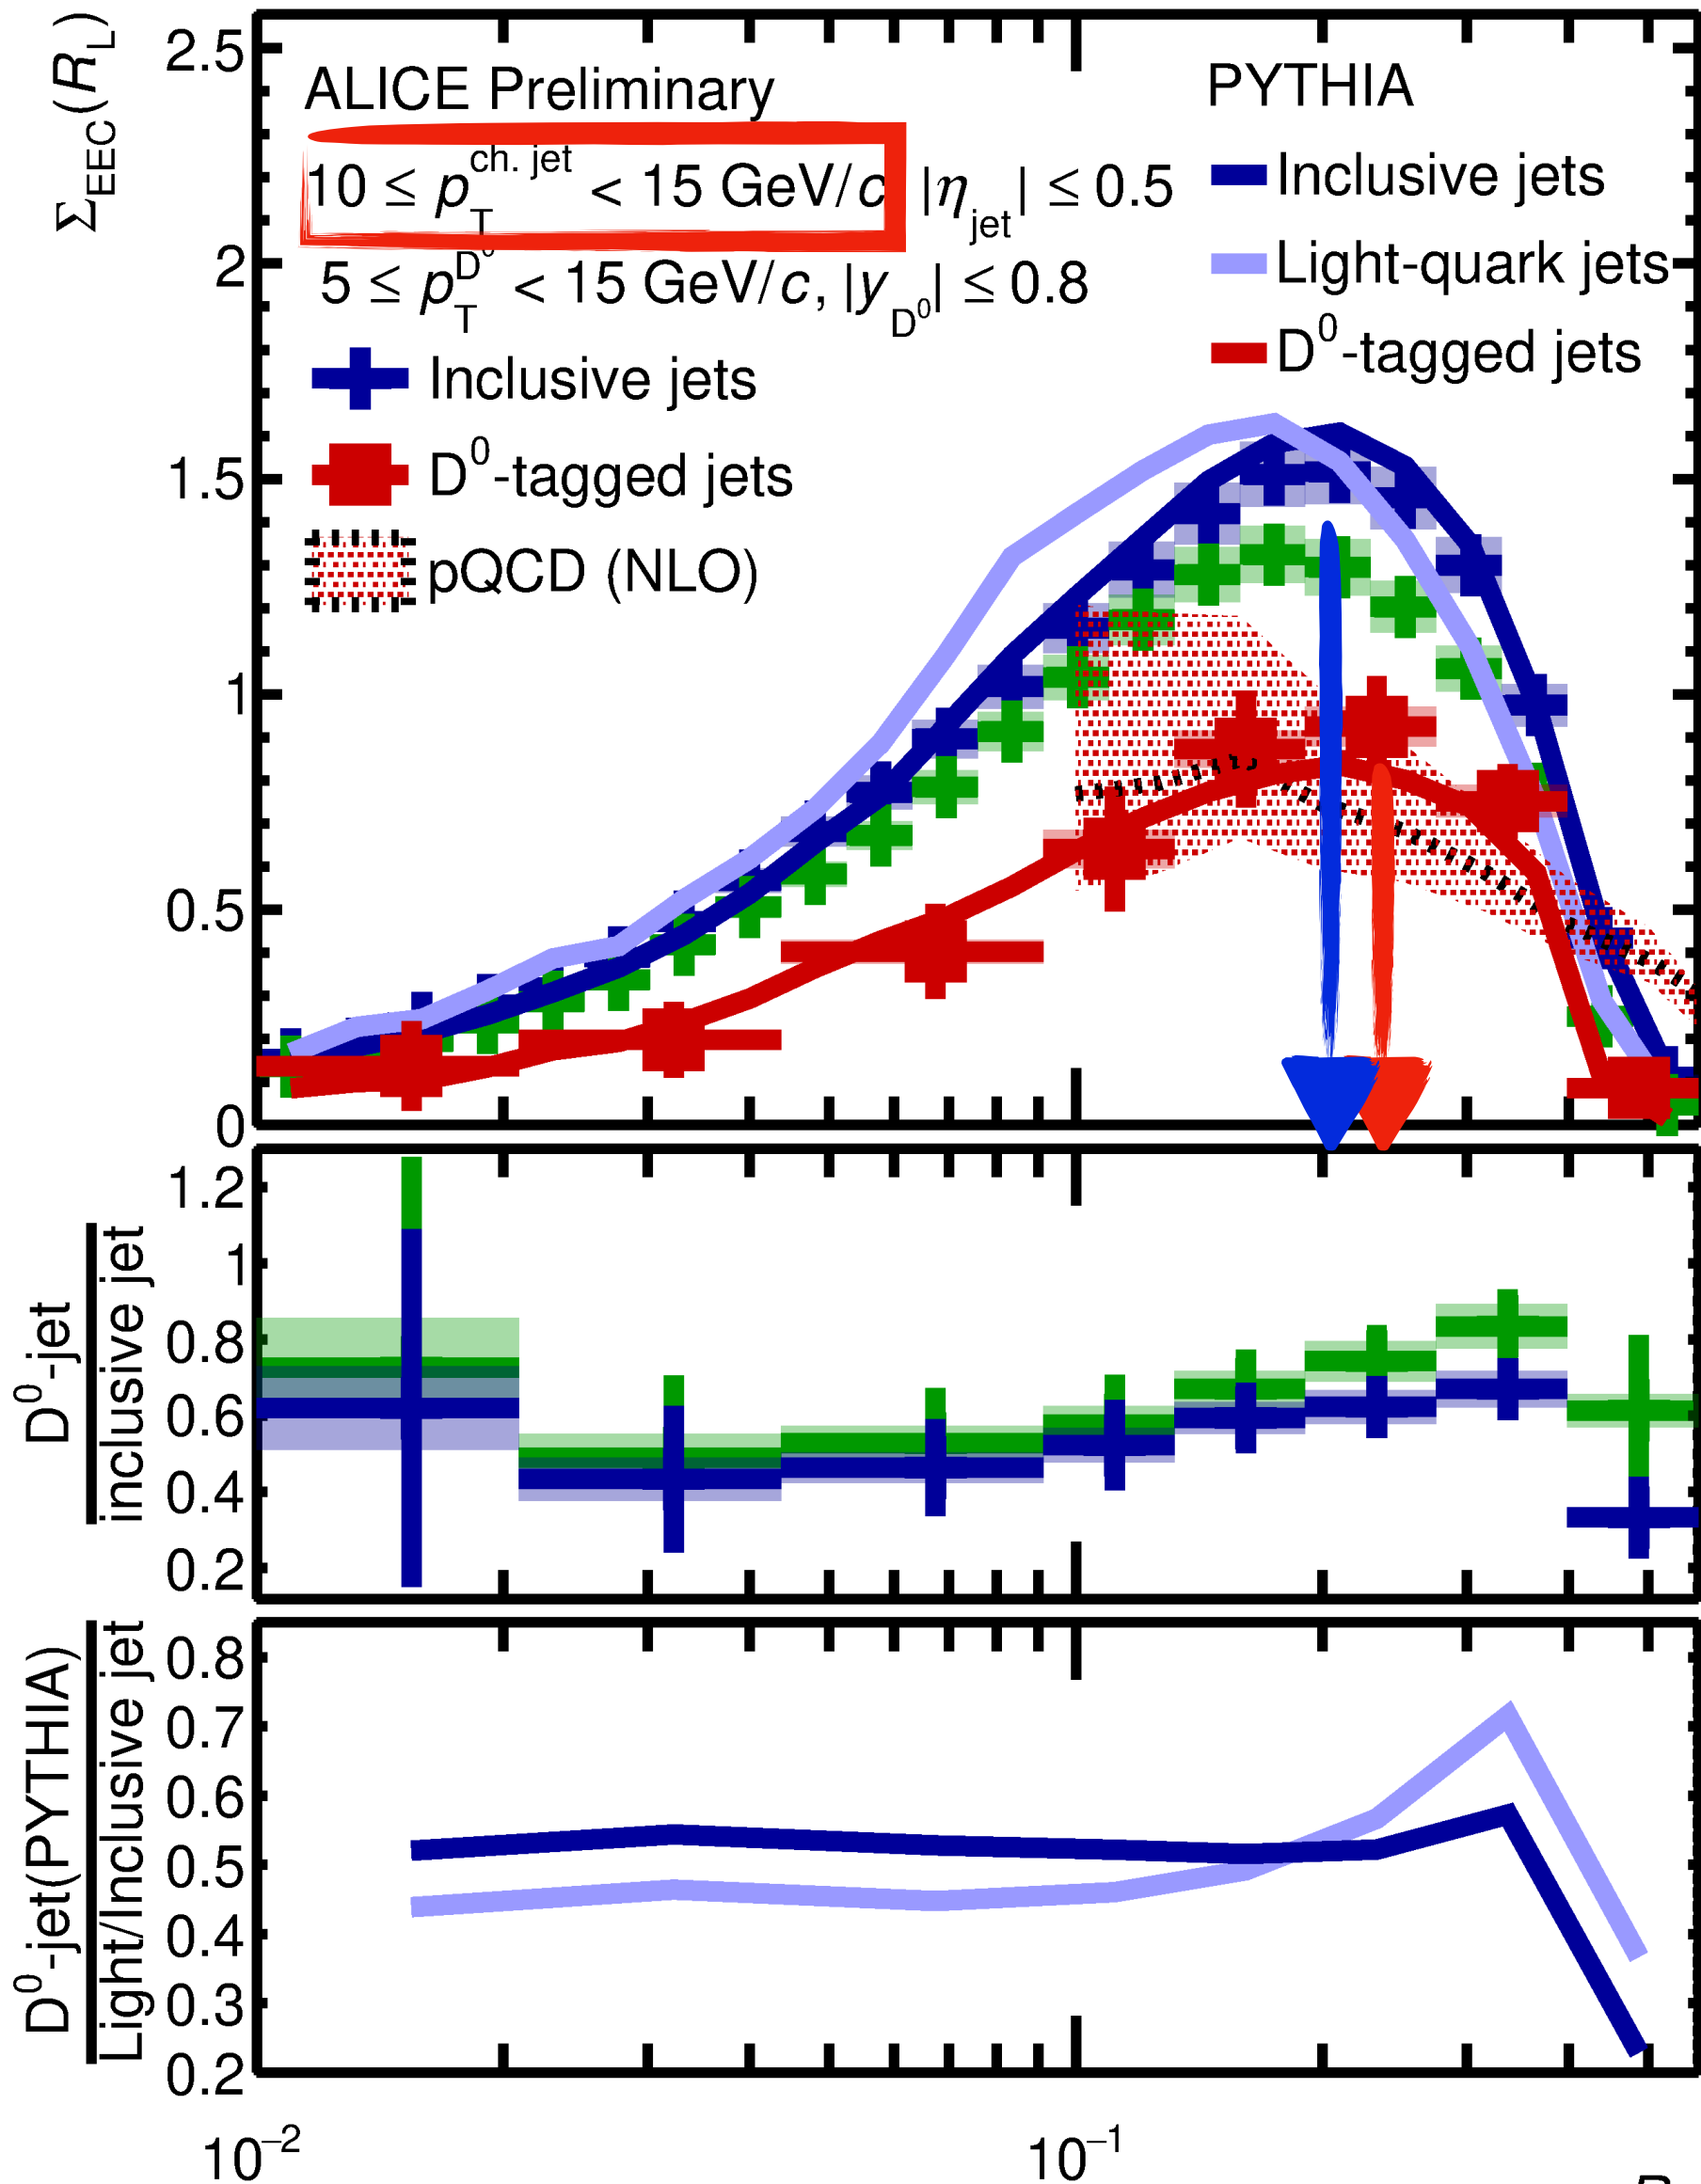 Σ_EEC(R_L)
2.5
2
1.5
1
0.5
0
ALICE Preliminary
10 ≤ p_T^ch. jet < 15 GeV/c |η_jet| ≤ 0.5
5 ≤ p_T^D⁰ < 15 GeV/c, |y_D⁰| ≤ 0.8
Inclusive jets
D⁰-tagged jets
pQCD (NLO)
PYTHIA
Inclusive jets
Light-quark jets
D⁰-tagged jets
D⁰-jet
inclusive jet
1.2
1
0.8
0.6
0.4
0.2
D⁰-jet(PYTHIA)
Light/Inclusive jet
0.8
0.7
0.6
0.5
0.4
0.3
0.2
10⁻²
10⁻¹